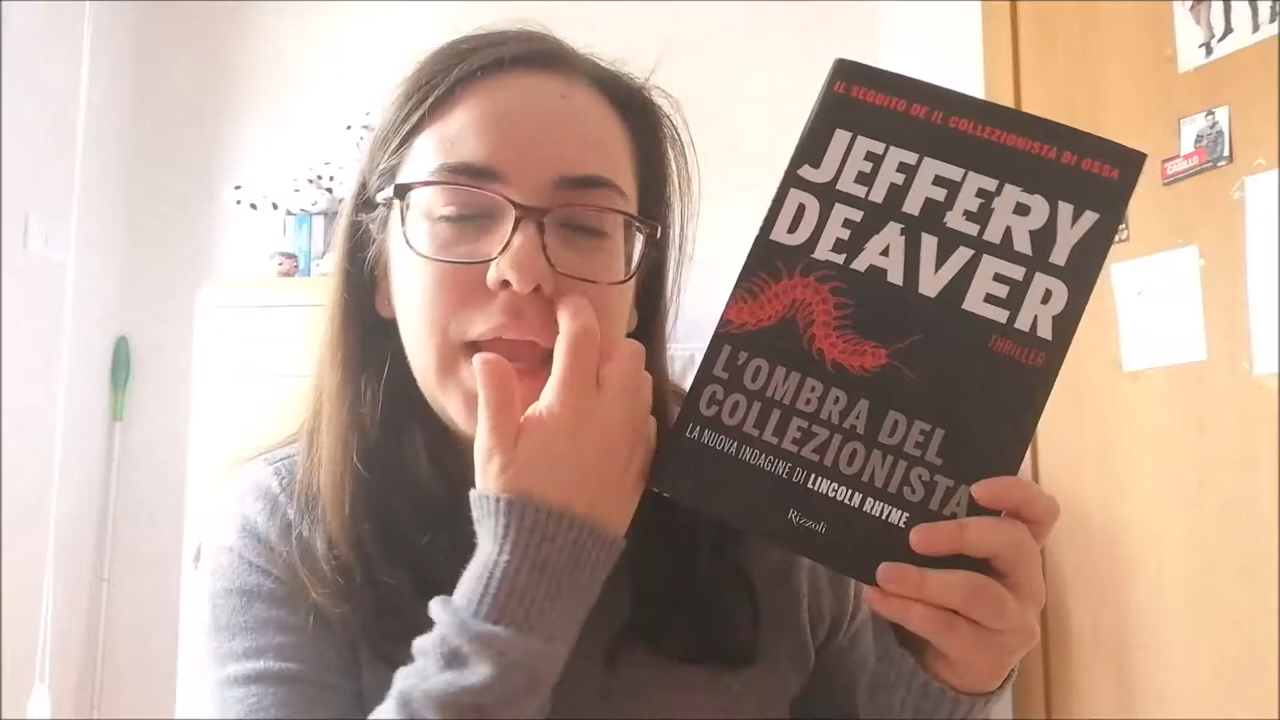 IL SEGUITO DE IL COLLEZIONISTA DI OSSA
JEFFERY
DEAVER
THRILLER
L'OMBRA DEL
COLLEZIONISTA
LA NUOVA INDAGINE DI LINCOLN RHYME
Rizzoli
CASILLO